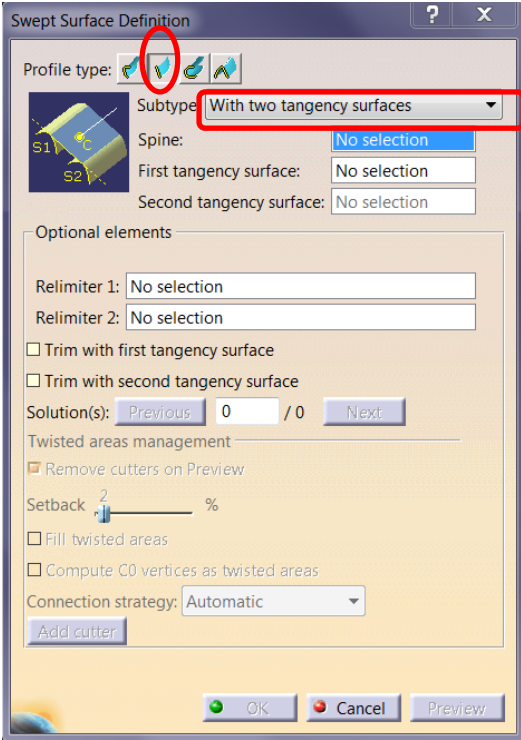 Swept Surface Definition ? X
Profile type:
Subtype: With two tangency surfaces
S1 C S2
Spine: No selection
First tangency surface: No selection
Second tangency surface: No selection
Optional elements
Relimiter 1: No selection
Relimiter 2: No selection
Trim with first tangency surface
Trim with second tangency surface
Solution(s): Previous 0 / 0 Next
Twisted areas management
Remove cutters on Preview
2
Setback %
Fill twisted areas
Compute C0 vertices as twisted areas
Connection strategy: Automatic
Add cutter
OK Cancel Preview